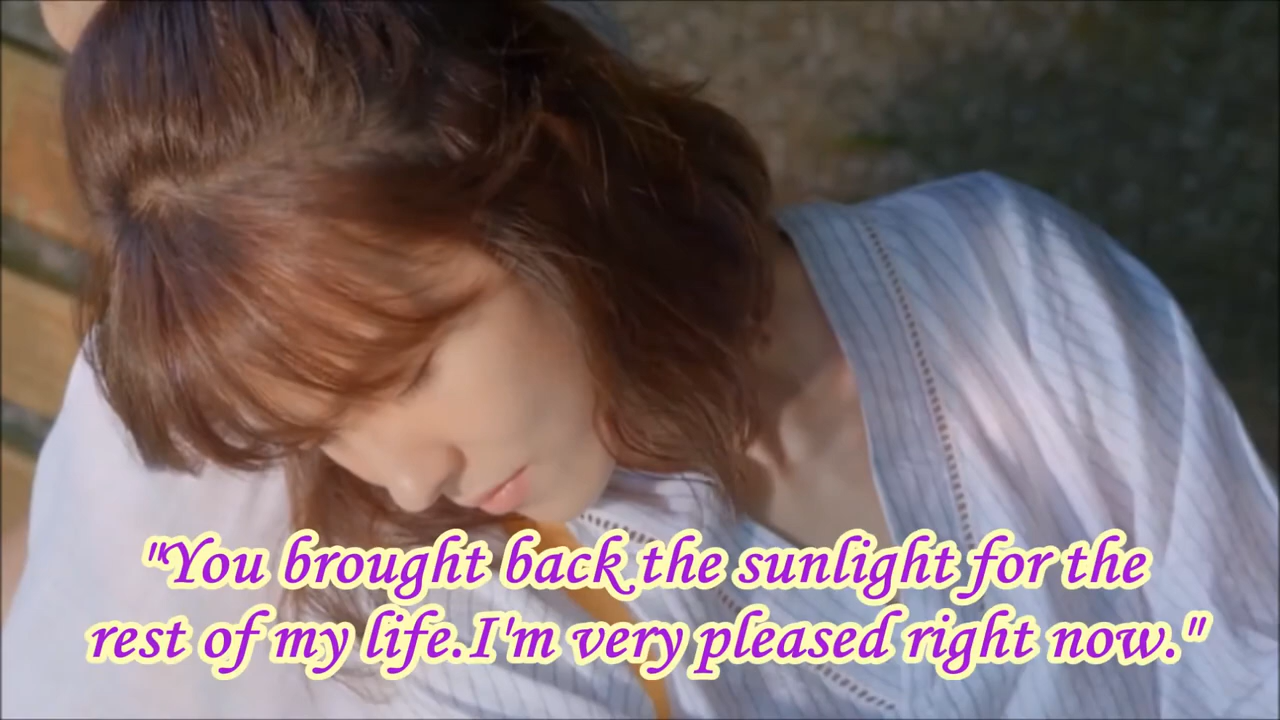 "You brought back the sunlight for the
rest of my life.I'm very pleased right now."